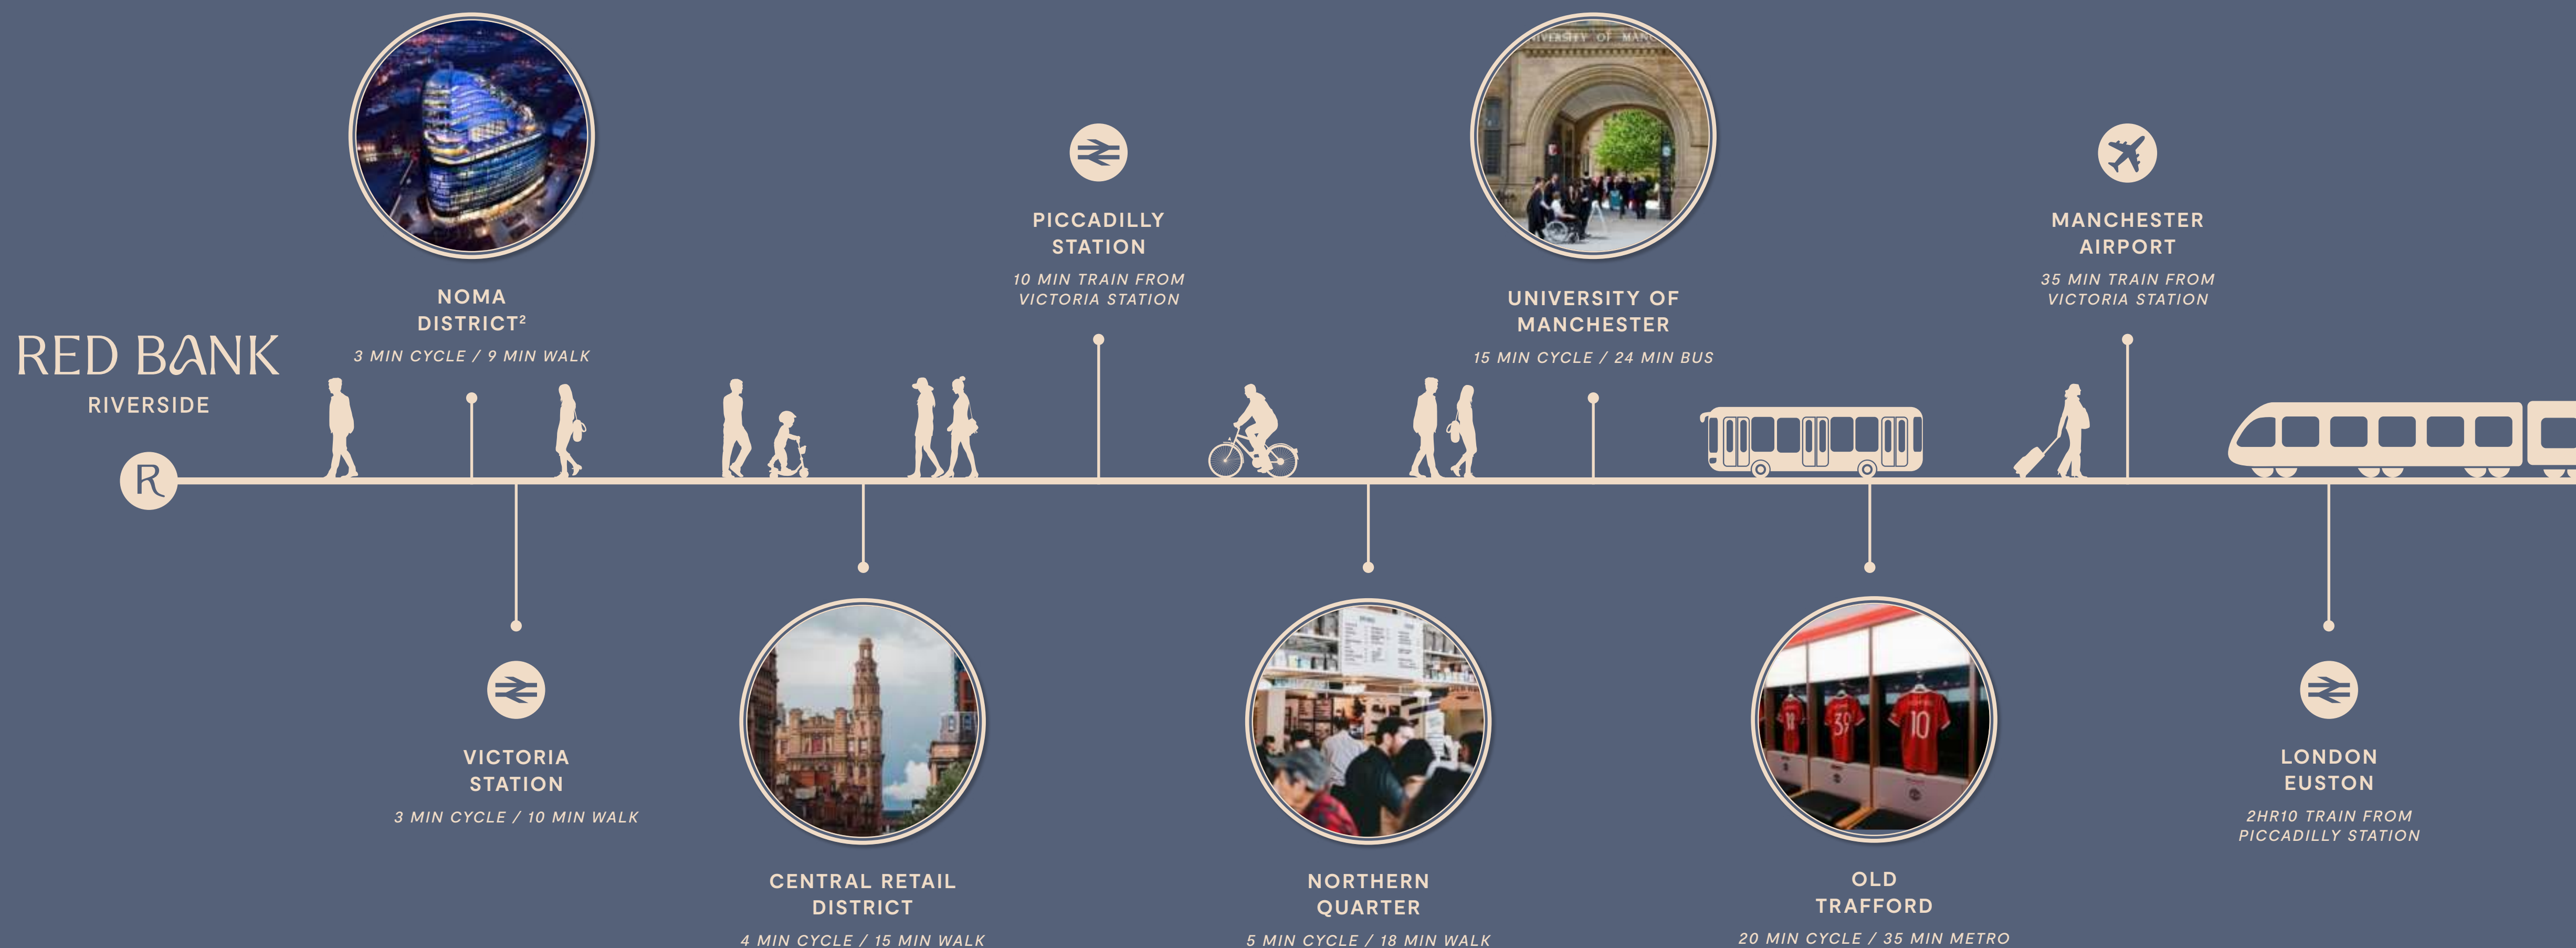 RED BANK
RIVERSIDE
R
NOMA
DISTRICT²
3 MIN CYCLE / 9 MIN WALK
VICTORIA
STATION
3 MIN CYCLE / 10 MIN WALK
CENTRAL RETAIL
DISTRICT
4 MIN CYCLE / 15 MIN WALK
PICCADILLY
STATION
10 MIN TRAIN FROM
VICTORIA STATION
NORTHERN
QUARTER
5 MIN CYCLE / 18 MIN WALK
UNIVERSITY OF
MANCHESTER
15 MIN CYCLE / 24 MIN BUS
OLD
TRAFFORD
20 MIN CYCLE / 35 MIN METRO
18
39
10
MANCHESTER
AIRPORT
35 MIN TRAIN FROM
VICTORIA STATION
LONDON
EUSTON
2HR10 TRAIN FROM
PICCADILLY STATION